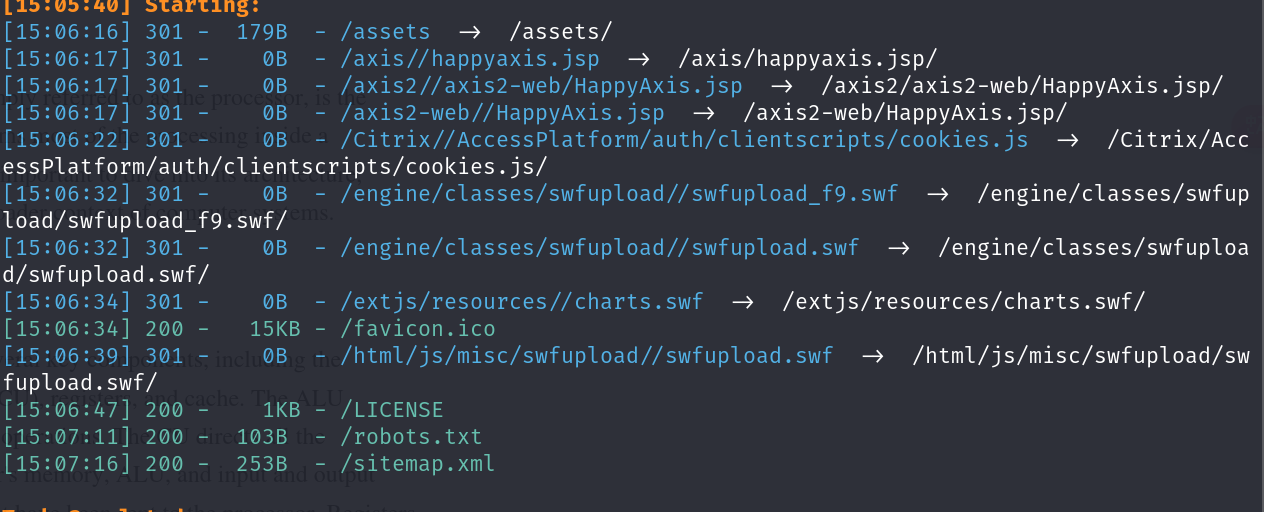 [15:05:40] Starting:
[15:06:16] 301 -  179B  - /assets  ->  /assets/
[15:06:17] 301 -    0B  - /axis//happyaxis.jsp  ->  /axis/happyaxis.jsp/
[15:06:17] 301 -    0B  - /axis2//axis2-web/HappyAxis.jsp  ->  /axis2/axis2-web/HappyAxis.jsp/
[15:06:17] 301 -    0B  - /axis2-web//HappyAxis.jsp  ->  /axis2-web/HappyAxis.jsp/
[15:06:22] 301 -    0B  - /Citrix//AccessPlatform/auth/clientscripts/cookies.js  ->  /Citrix/Acc
essPlatform/auth/clientscripts/cookies.js/
[15:06:32] 301 -    0B  - /engine/classes/swfupload//swfupload_f9.swf  ->  /engine/classes/swfup
load/swfupload_f9.swf/
[15:06:32] 301 -    0B  - /engine/classes/swfupload//swfupload.swf  ->  /engine/classes/swfuploa
d/swfupload.swf/
[15:06:34] 301 -    0B  - /extjs/resources//charts.swf  ->  /extjs/resources/charts.swf/
[15:06:34] 200 -   15KB - /favicon.ico
[15:06:39] 301 -    0B  - /html/js/misc/swfupload//swfupload.swf  ->  /html/js/misc/swfupload/sw
fupload.swf/
[15:06:47] 200 -    1KB - /LICENSE
[15:07:11] 200 -  103B  - /robots.txt
[15:07:16] 200 -  253B  - /sitemap.xml